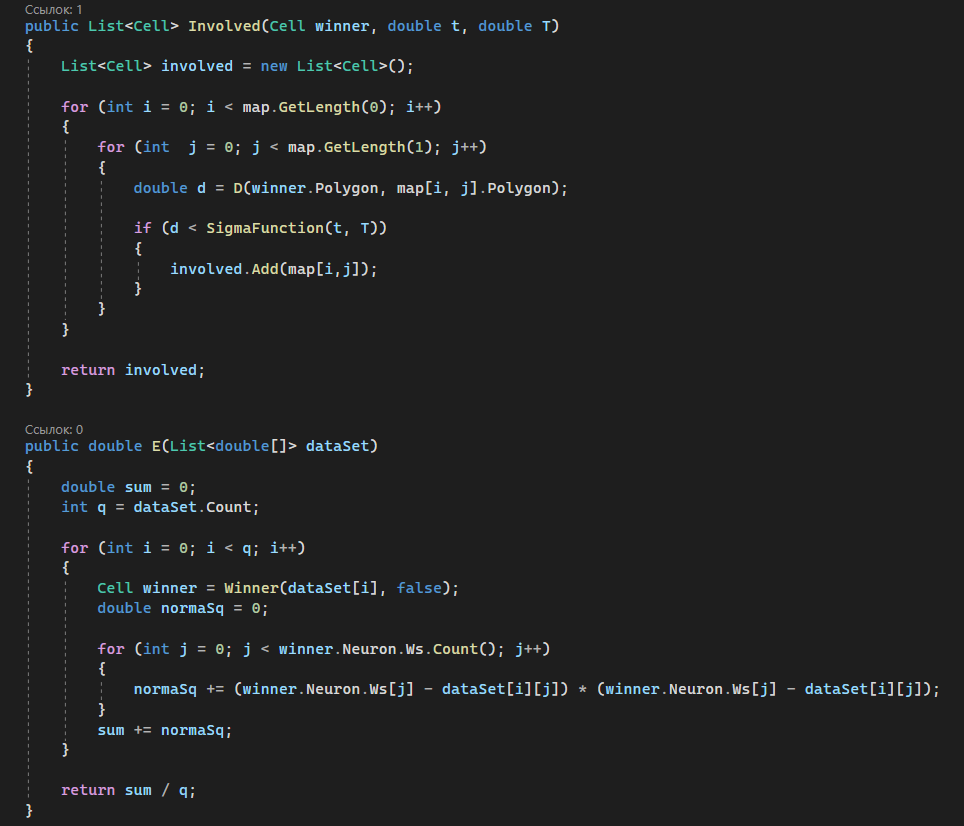 Ссылок: 1
public List<Cell> Involved(Cell winner, double t, double T)
{
    List<Cell> involved = new List<Cell>();

    for (int i = 0; i < map.GetLength(0); i++)
    {
        for (int  j = 0; j < map.GetLength(1); j++)
        {
            double d = D(winner.Polygon, map[i, j].Polygon);

            if (d < SigmaFunction(t, T))
            {
                involved.Add(map[i,j]);
            }
        }
    }

    return involved;
}

Ссылок: 0
public double E(List<double[]> dataSet)
{
    double sum = 0;
    int q = dataSet.Count;

    for (int i = 0; i < q; i++)
    {
        Cell winner = Winner(dataSet[i], false);
        double normaSq = 0;

        for (int j = 0; j < winner.Neuron.Ws.Count(); j++)
        {
            normaSq += (winner.Neuron.Ws[j] - dataSet[i][j]) * (winner.Neuron.Ws[j] - dataSet[i][j]);
        }
        sum += normaSq;
    }

    return sum / q;
}